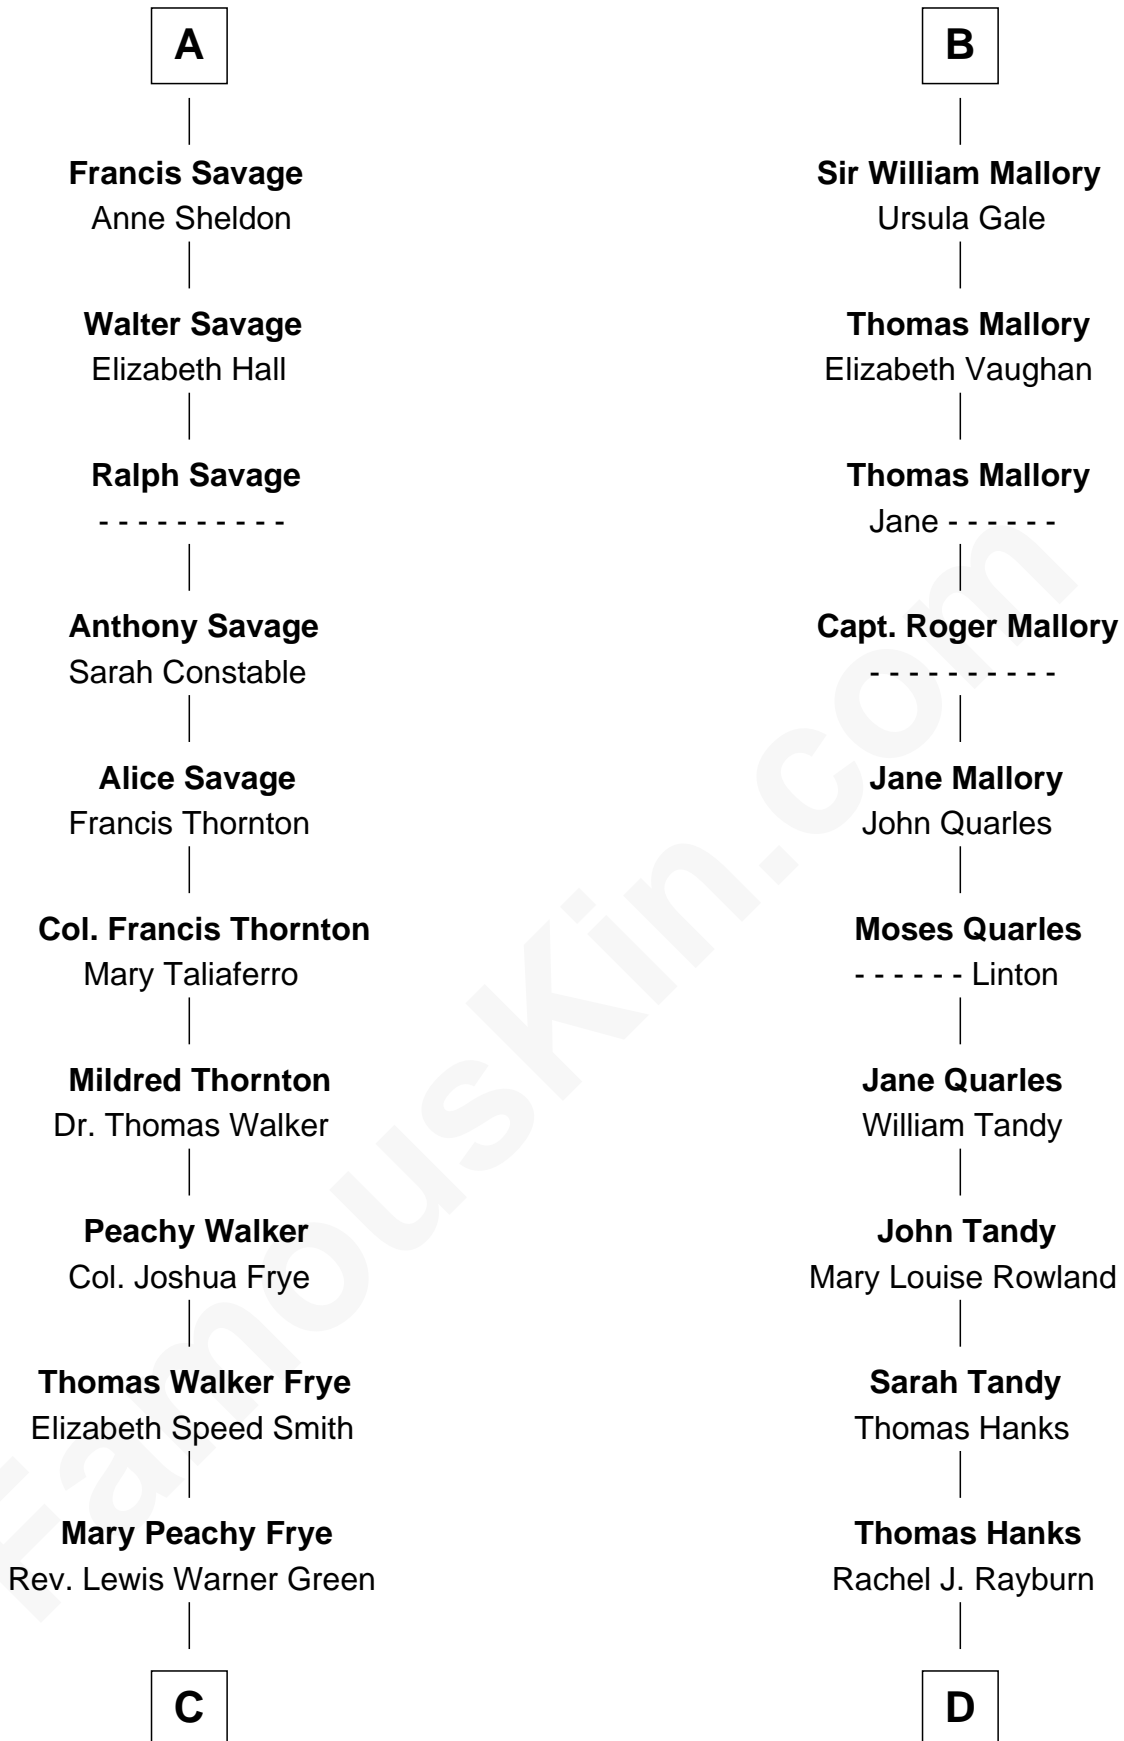 A
Francis Savage
Anne Sheldon
Walter Savage
Elizabeth Hall
Ralph Savage
- - - - - - - - - -
Anthony Savage
Sarah Constable
Alice Savage
Francis Thornton
Col. Francis Thornton
Mary Taliaferro
Mildred Thornton
Dr. Thomas Walker
Peachy Walker
Col. Joshua Frye
Thomas Walker Frye
Elizabeth Speed Smith
Mary Peachy Frye
Rev. Lewis Warner Green
C
B
Sir William Mallory
Ursula Gale
Thomas Mallory
Elizabeth Vaughan
Thomas Mallory
Jane - - - - - -
Capt. Roger Mallory
- - - - - - - - - -
Jane Mallory
John Quarles
Moses Quarles
- - - - - - Linton
Jane Quarles
William Tandy
John Tandy
Mary Louise Rowland
Sarah Tandy
Thomas Hanks
Thomas Hanks
Rachel J. Rayburn
D
FamousKin.com